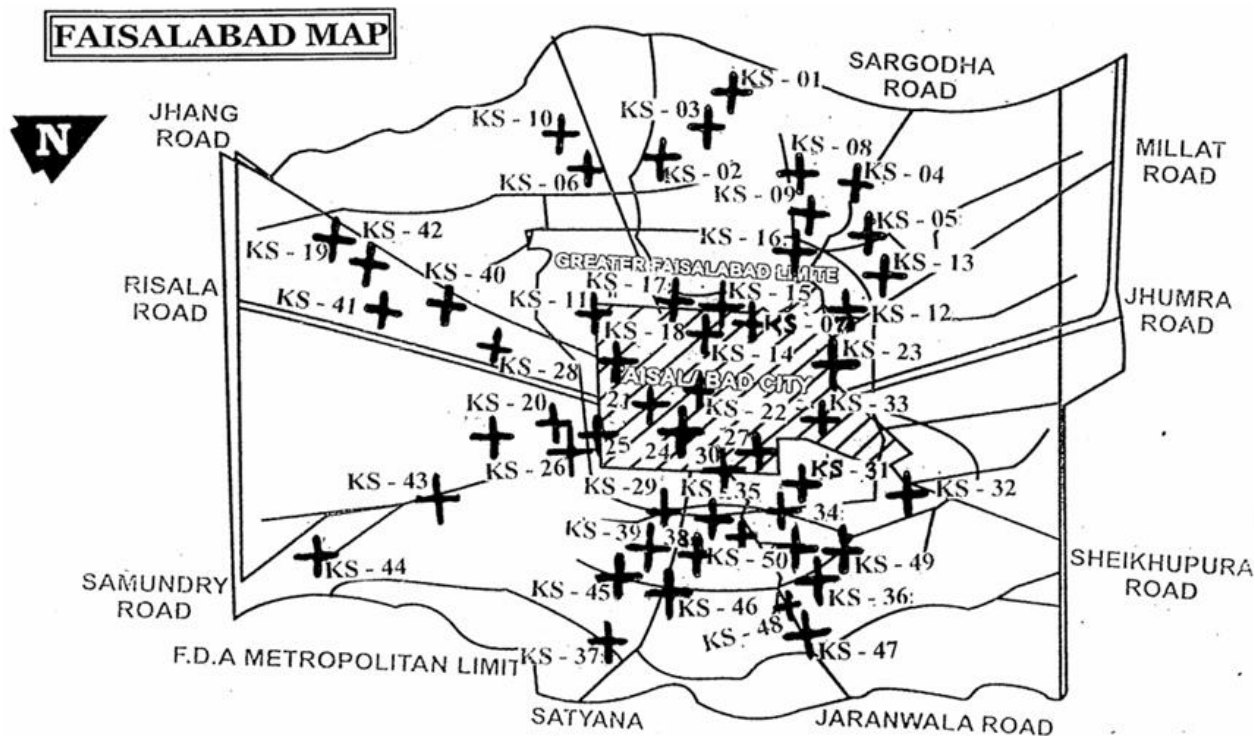 FAISALABAD MAP
N
SARGODHA
ROAD
JHANG
ROAD
MILLAT
ROAD
RISALA
ROAD
JHUMRA
ROAD
SAMUNDRY
ROAD
SHEIKHUPURA
ROAD
F.D.A METROPOLITAN LIMIT
SATYANA
JARANWALA ROAD
GREATER FAISALABAD LIMITE
FAISALABAD CITY
KS - 01
KS - 03
KS - 10
KS - 02
KS - 06
KS - 08
KS - 04
KS - 09
KS - 05
KS - 16
KS - 13
KS - 42
KS - 19
KS - 40
KS - 41
KS - 17
KS - 15
KS - 11
KS - 07
KS - 12
KS - 18
KS - 14
KS - 23
KS - 28
KS - 20
21
KS - 22
KS - 33
25
24
27
30
KS - 26
KS - 31
KS - 32
KS - 43
KS - 29
KS - 35
34
KS - 39
38
KS - 50
KS - 49
KS - 44
KS - 45
KS - 46
KS - 36
KS - 48
KS - 37
KS - 47